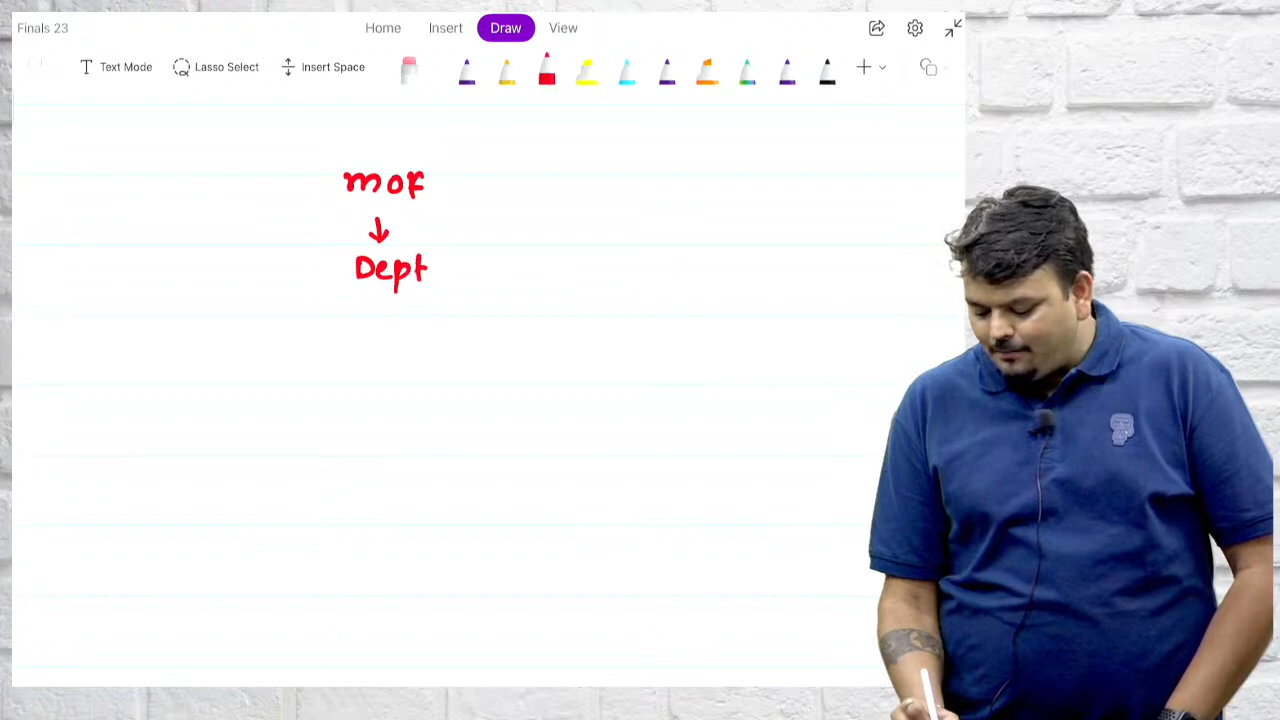 Finals 23
Home Insert Draw View
Text Mode Lasso Select Insert Space
mof
↓
Dept